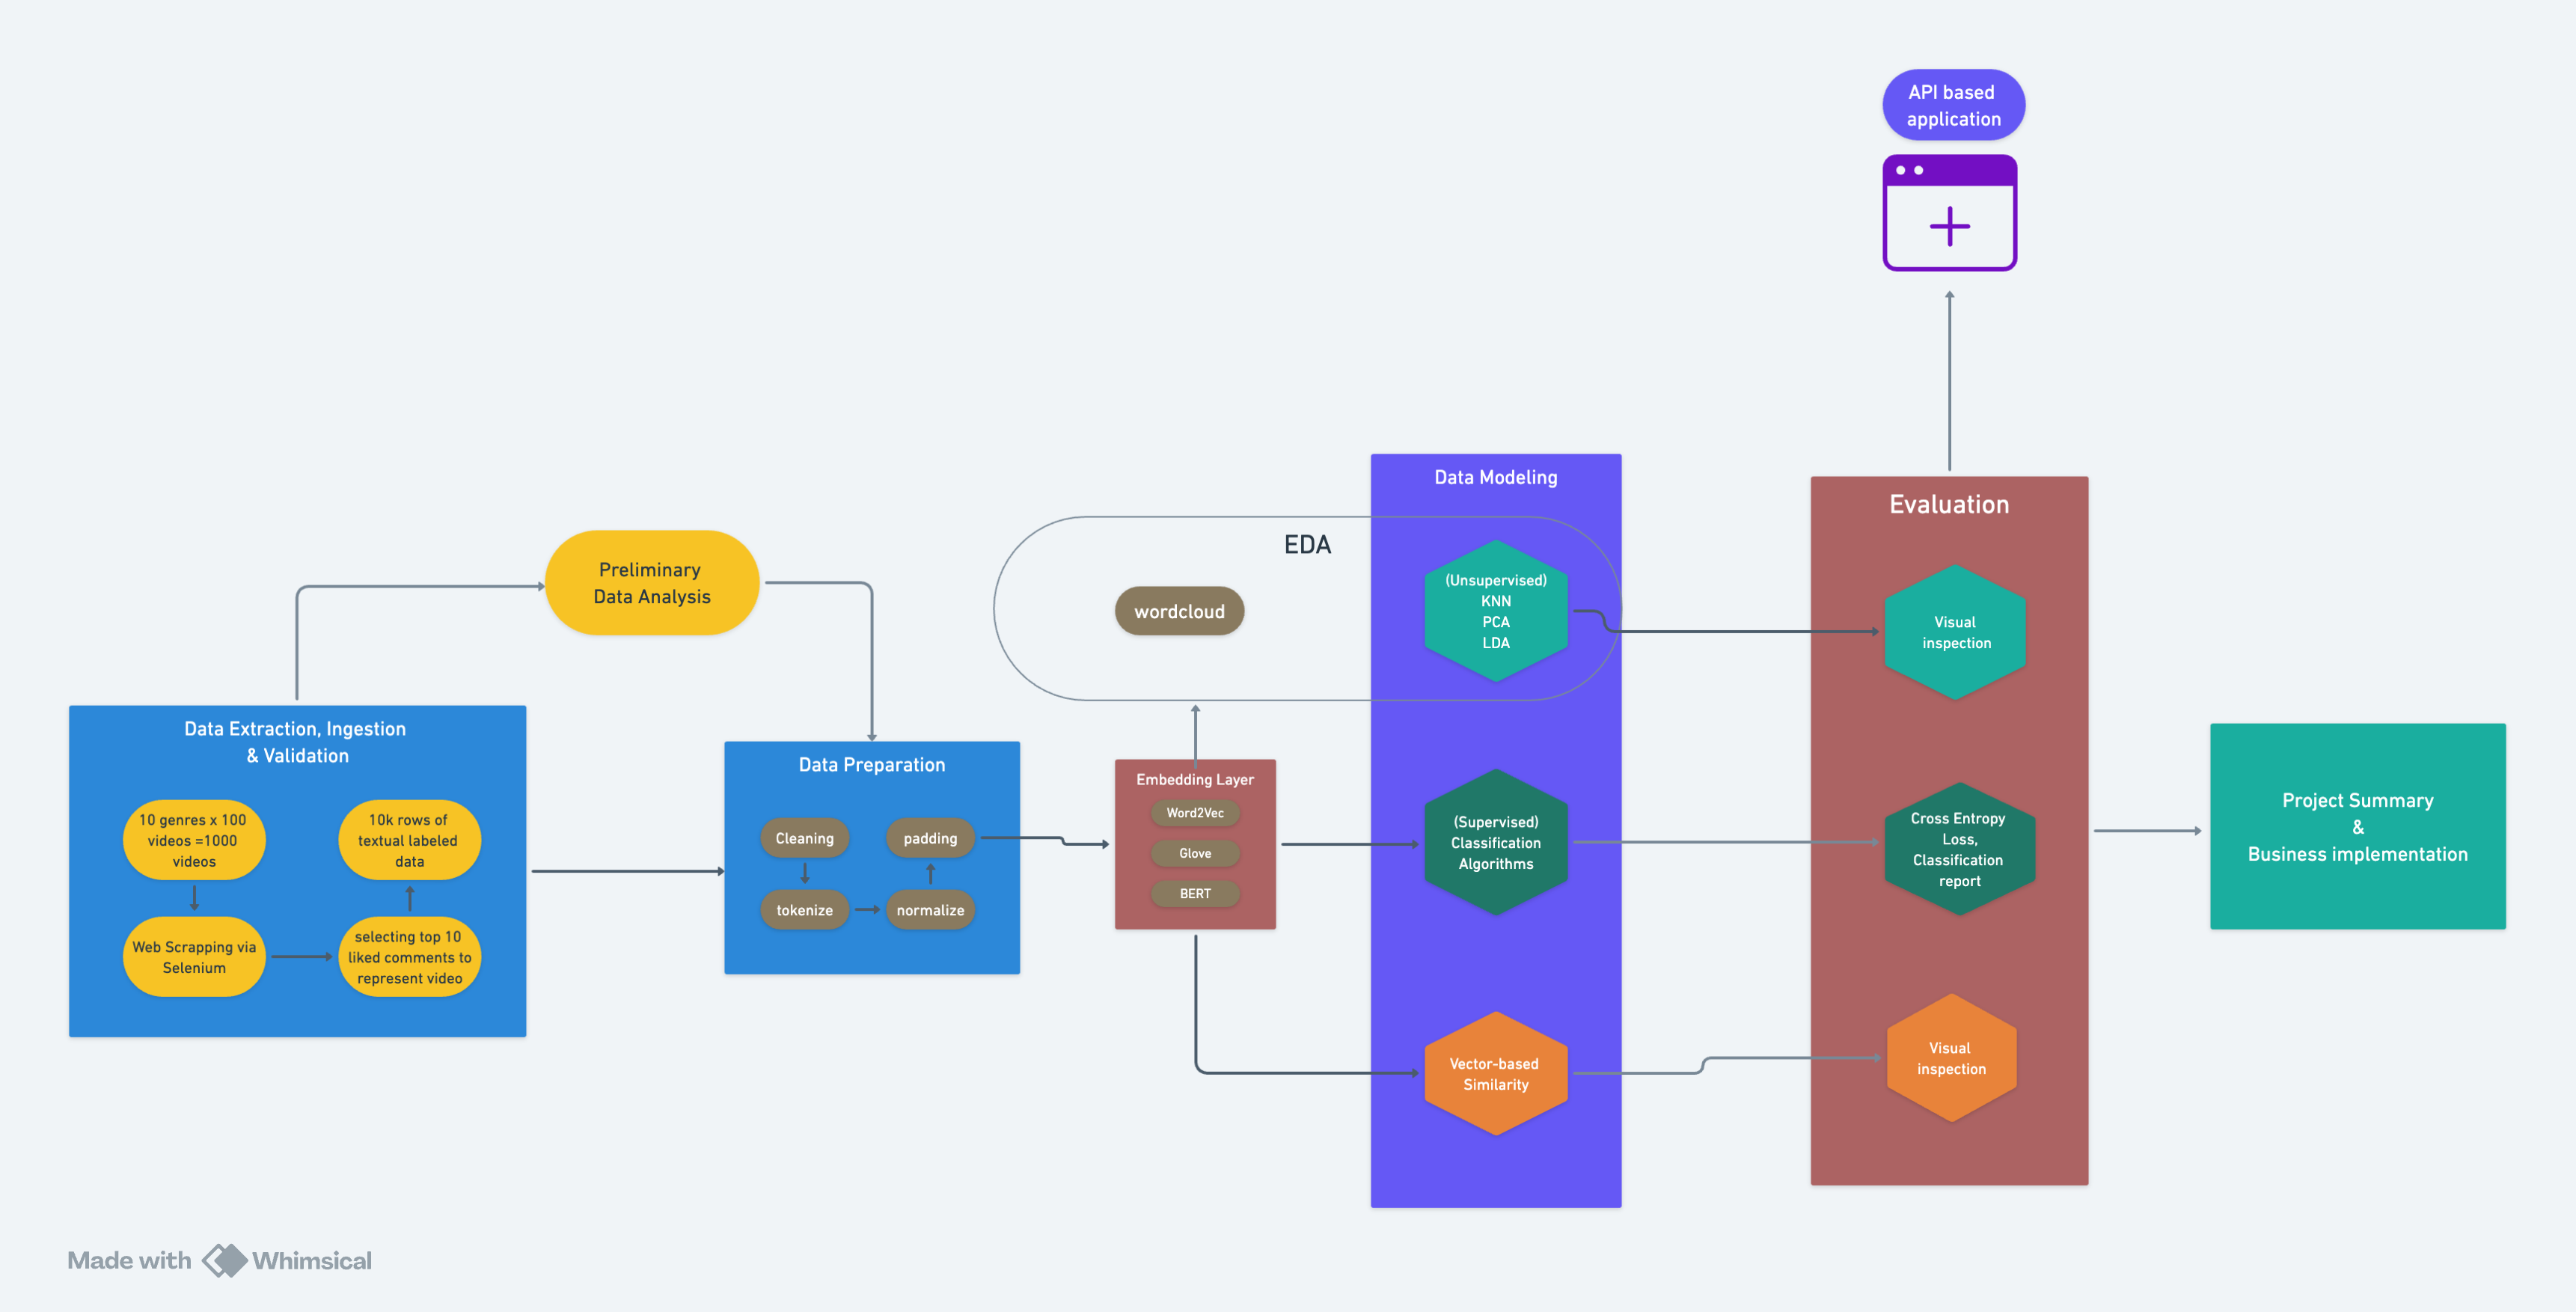 API based
application
Data Modeling
Evaluation
EDA
Preliminary
Data Analysis
wordcloud
(Unsupervised)
KNN
PCA
LDA
Visual
inspection
Data Extraction, Ingestion
& Validation
10 genres x 100
videos =1000
videos
10k rows of
textual labeled
data
Web Scrapping via
Selenium
selecting top 10
liked comments to
represent video
Data Preparation
Cleaning
padding
tokenize
normalize
Embedding Layer
Word2Vec
Glove
BERT
(Supervised)
Classification
Algorithms
Cross Entropy
Loss,
Classification
report
Project Summary
&
Business implementation
Vector-based
Similarity
Visual
inspection
Made with Whimsical